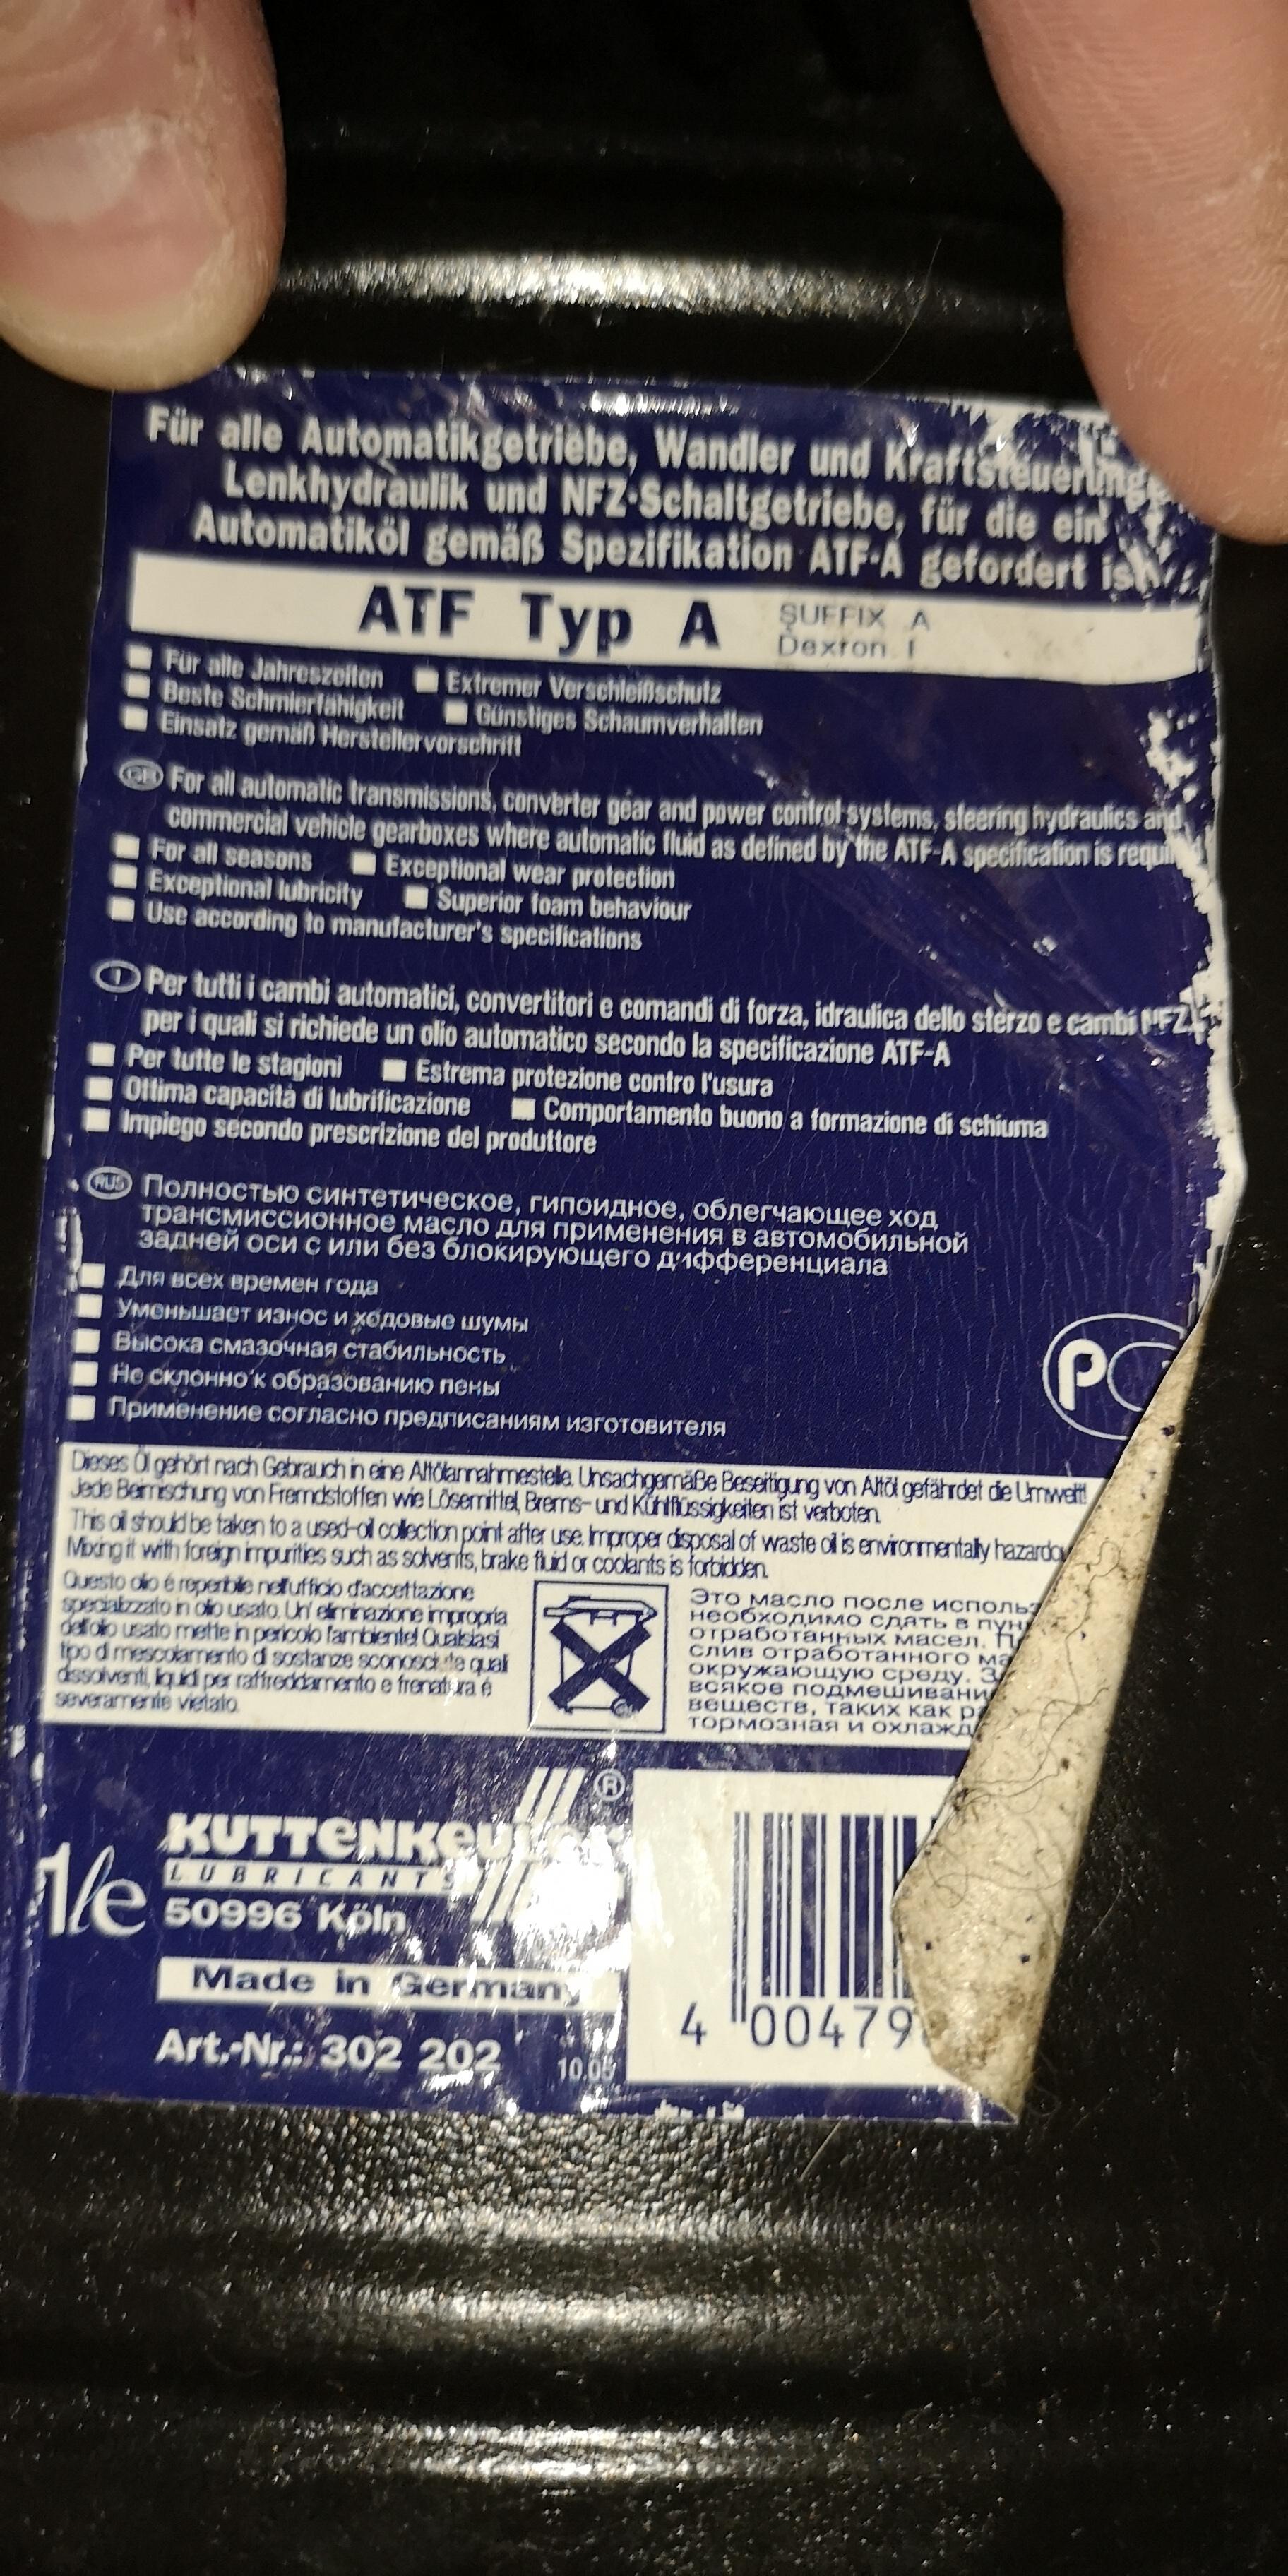 Für alle Automatikgetriebe, Wandler und Kraftsteuerung
Lenkhydraulik und NFZ-Schaltgetriebe, für die ein
Automatiköl gemäß Spezifikation ATF-A gefordert ist
ATF Typ A SUFFIX A
Dexron I
Für alle Jahreszeiten Extremer Verschleißschutz
Beste Schmierfähigkeit Günstiges Schaumverhalten
Einsatz gemäß Herstellervorschrift
GB For all automatic transmissions, converter gear and power control systems, steering hydraulics and
commercial vehicle gearboxes where automatic fluid as defined by the ATF-A specification is requi
For all seasons Exceptional wear protection
Exceptional lubricity Superior foam behaviour
Use according to manufacturer's specifications
I Per tutti i cambi automatici, convertitori e comandi di forza, idraulica dello sterzo e cambi NFZ,
per i quali si richiede un olio automatico secondo la specificazione ATF-A
Per tutte le stagioni Estrema protezione contro l'usura
Ottima capacità di lubrificazione Comportamento buono a formazione di schiuma
Impiego secondo prescrizione del produttore
RUS Полностью синтетическое, гипоидное, облегчающее ход
трансмиссионное масло для применения в автомобильной
задней оси с или без блокирующего дифференциала
Для всех времен года
Уменьшает износ и ходовые шумы
Высока смазочная стабильность
Не склонно к образованию пены
Применение согласно предписаниям изготовителя
Dieses Öl gehört nach Gebrauch in eine Altölannahmestelle. Unsachgemäße Beseitigung von Altöl gefährdet die Umwelt!
Jede Beimischung von Fremdstoffen wie Lösemittel, Brems- und Kühlflüssigkeiten ist verboten.
This oil should be taken to a used-oil collection point after use. Improper disposal of waste oil is environmentally hazardou
Mixing it with foreign impurities such as solvents, brake fluid or coolants is forbidden.
Questo olio é reperibile nell'ufficio d'accettazione
specializzato in olio usato. Un' eliminazione impropria
dell'olio usato mette in pericolo l'ambiente! Qualsiasi
tipo di mescolamento di sostanze sconosciute quali
dissolventi, liquidi per raffreddamento e frenatura é
severamente vietato.
Это масло после использ
необходимо сдать в пун
отработанных масел. П
слив отработанного ма
окружающую среду. З
всякое подмешивани
веществ, таких как р
тормозная и охлажд
KUTTENKEULER ®
LUBRICANTS
1le 50996 Köln
Made in Germany
Art.-Nr.: 302 202
4 00479